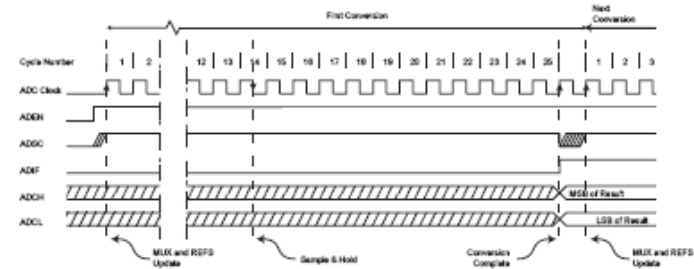 First Conversion
Next
Conversion
Cycle Number 1 2 12 13 14 15 16 17 18 19 20 21 22 23 24 25 1 2 3
ADC Clock
ADEN
ADSC
ADIF
ADCH MSB of Result
ADCL LSB of Result
MUX and REFS
Update
Sample & Hold
Conversion
Complete
MUX and REFS
Update